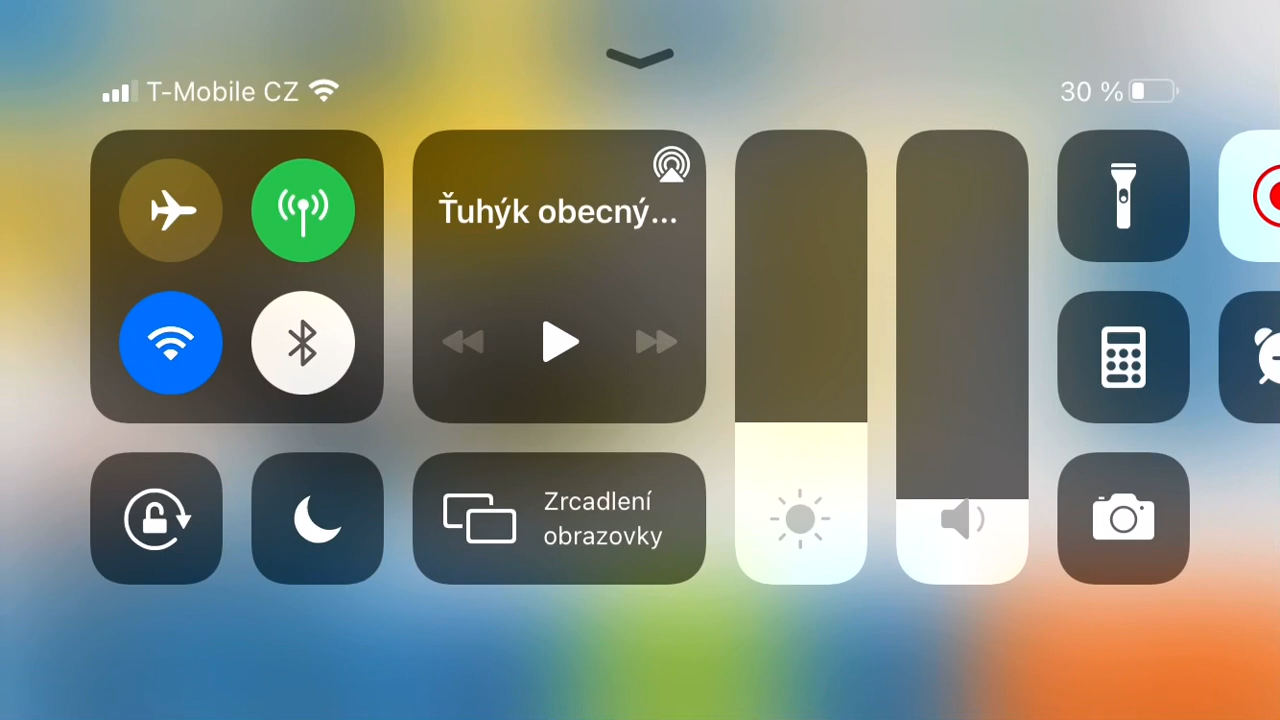 T-Mobile CZ
30 %
Ťuhýk obecný...
Zrcadlení
obrazovky